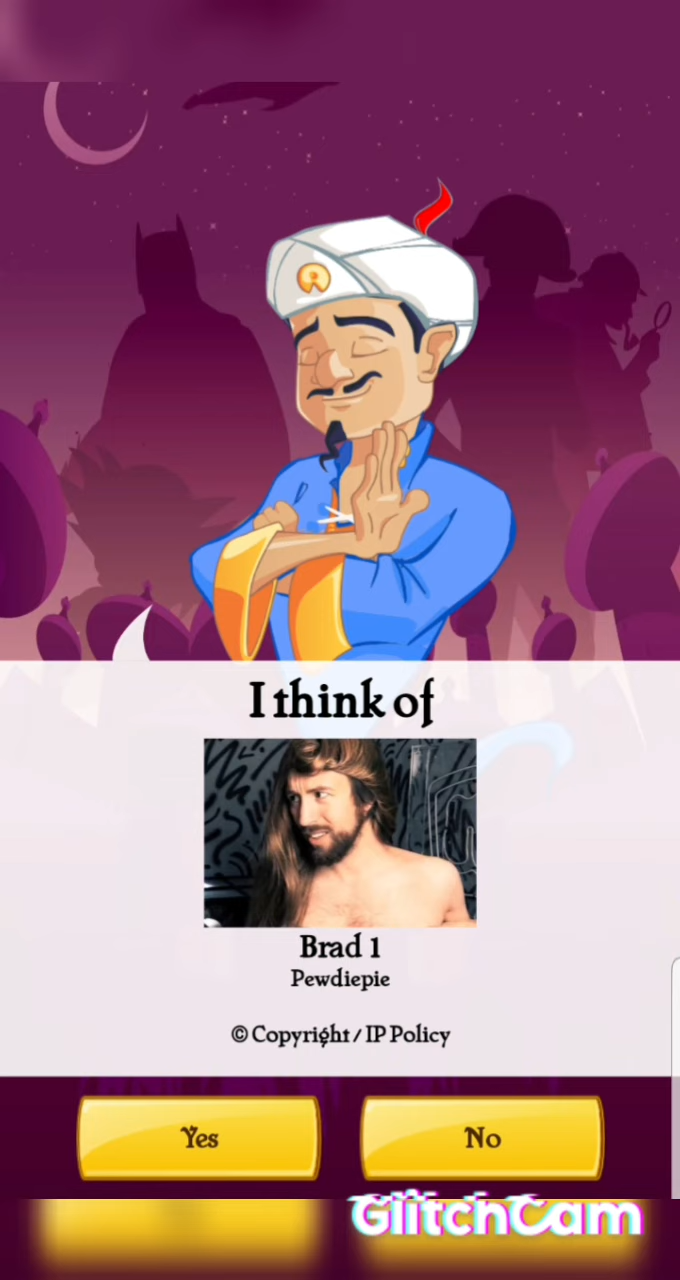 I think of
Brad 1
Pewdiepie
© Copyright / IP Policy
Yes
No
GlitchCam